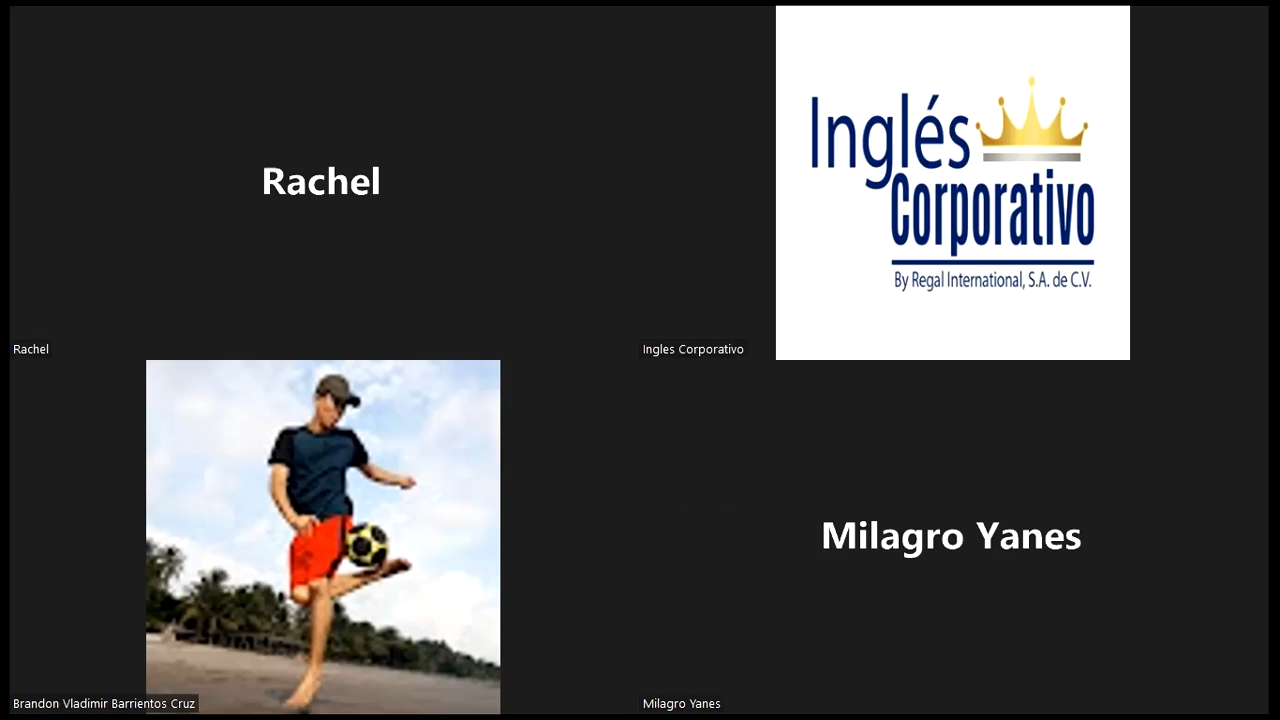 Rachel
Rachel
Inglés
Corporativo
By Regal International, S.A. de C.V.
Ingles Corporativo
Brandon Vladimir Barrientos Cruz
Milagro Yanes
Milagro Yanes